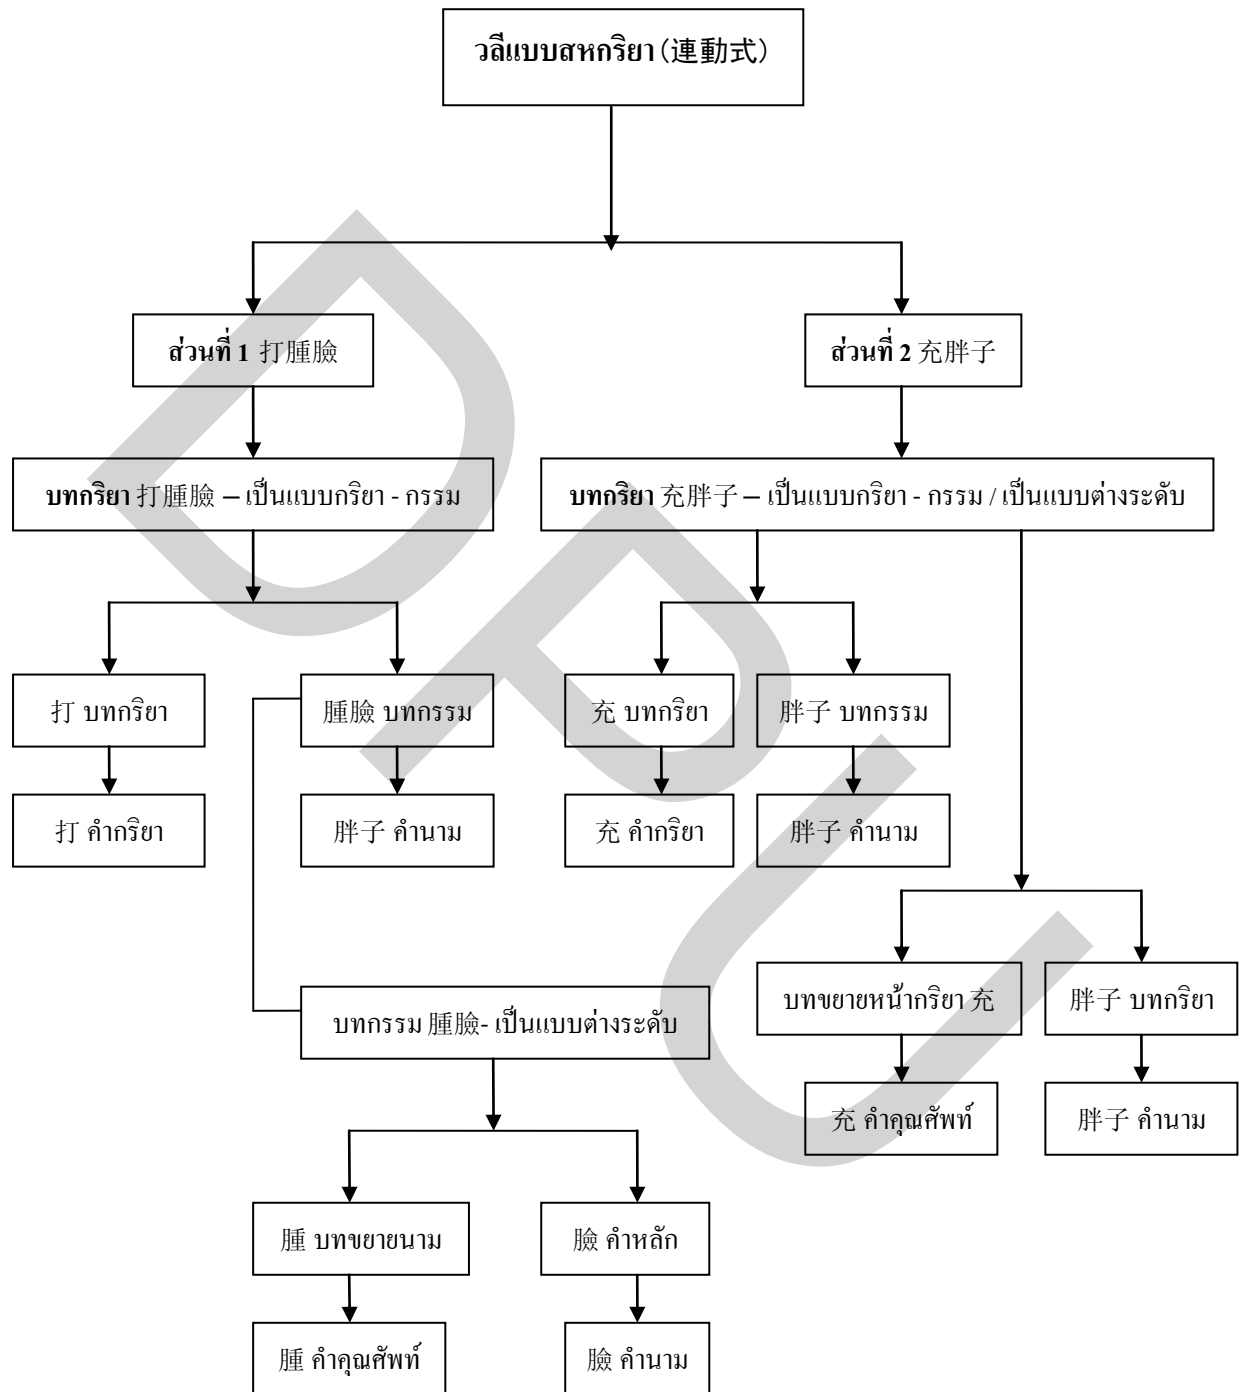 วลีแบบสหกริยา (連動式)
ส่วนที่ 1 打腫臉
ส่วนที่ 2 充胖子
บทกริยา 打腫臉 – เป็นแบบกริยา - กรรม
บทกริยา 充胖子 – เป็นแบบกริยา - กรรม / เป็นแบบต่างระดับ
打 บทกริยา
腫臉 บทกรรม
充 บทกริยา
胖子 บทกรรม
打 คำกริยา
胖子 คำนาม
充 คำกริยา
胖子 คำนาม
บทขยายหน้ากริยา 充
胖子 บทกริยา
บทกรรม 腫臉- เป็นแบบต่างระดับ
充 คำคุณศัพท์
胖子 คำนาม
腫 บทขยายนาม
臉 คำหลัก
腫 คำคุณศัพท์
臉 คำนาม
DPU